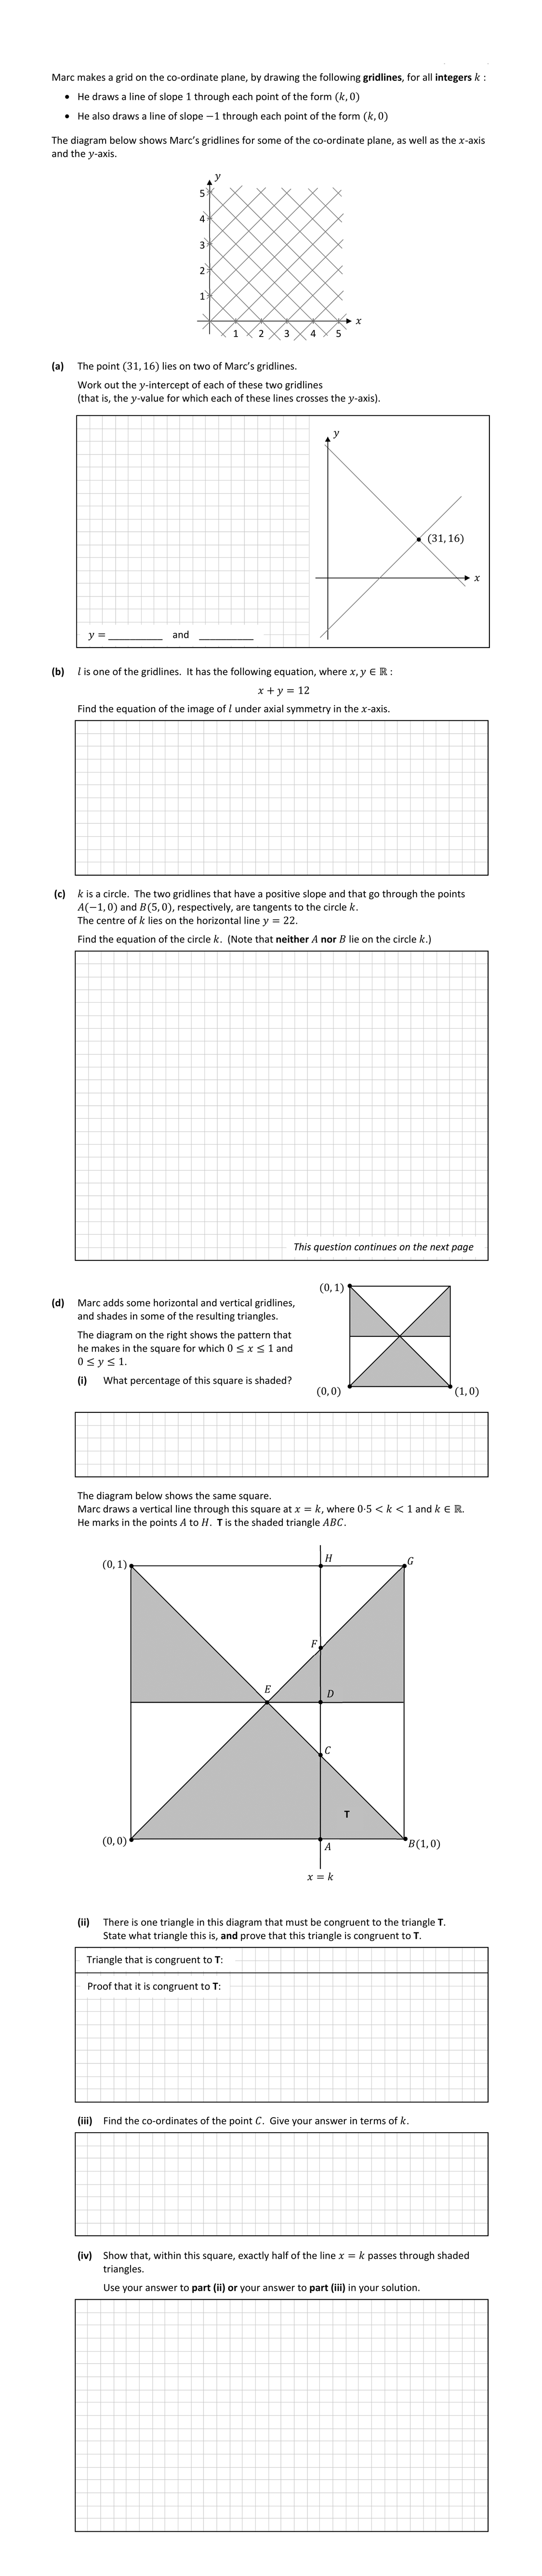 Marc makes a grid on the co-ordinate plane, by drawing the following gridlines, for all integers k :
• He draws a line of slope 1 through each point of the form (k, 0)
• He also draws a line of slope −1 through each point of the form (k, 0)
The diagram below shows Marc's gridlines for some of the co-ordinate plane, as well as the x-axis
and the y-axis.
y
5
4
3
2
1
x
1 2 3 4 5
(a) The point (31, 16) lies on two of Marc's gridlines.
Work out the y-intercept of each of these two gridlines
(that is, the y-value for which each of these lines crosses the y-axis).
y
(31, 16)
x
y = __________ and __________
(b) l is one of the gridlines. It has the following equation, where x, y ∈ ℝ :
x + y = 12
Find the equation of the image of l under axial symmetry in the x-axis.
(c) k is a circle. The two gridlines that have a positive slope and that go through the points
A(−1, 0) and B(5, 0), respectively, are tangents to the circle k.
The centre of k lies on the horizontal line y = 22.
Find the equation of the circle k. (Note that neither A nor B lie on the circle k.)
This question continues on the next page
(d) Marc adds some horizontal and vertical gridlines,
and shades in some of the resulting triangles.
The diagram on the right shows the pattern that
he makes in the square for which 0 ≤ x ≤ 1 and
0 ≤ y ≤ 1.
(i) What percentage of this square is shaded?
(0, 1)
(0, 0)
(1, 0)
The diagram below shows the same square.
Marc draws a vertical line through this square at x = k, where 0·5 < k < 1 and k ∈ ℝ.
He marks in the points A to H. T is the shaded triangle ABC.
(0, 1)
H
G
F
E
D
C
T
(0, 0)
A
B(1, 0)
x = k
(ii) There is one triangle in this diagram that must be congruent to the triangle T.
State what triangle this is, and prove that this triangle is congruent to T.
Triangle that is congruent to T:
Proof that it is congruent to T:
(iii) Find the co-ordinates of the point C. Give your answer in terms of k.
(iv) Show that, within this square, exactly half of the line x = k passes through shaded
triangles.
Use your answer to part (ii) or your answer to part (iii) in your solution.